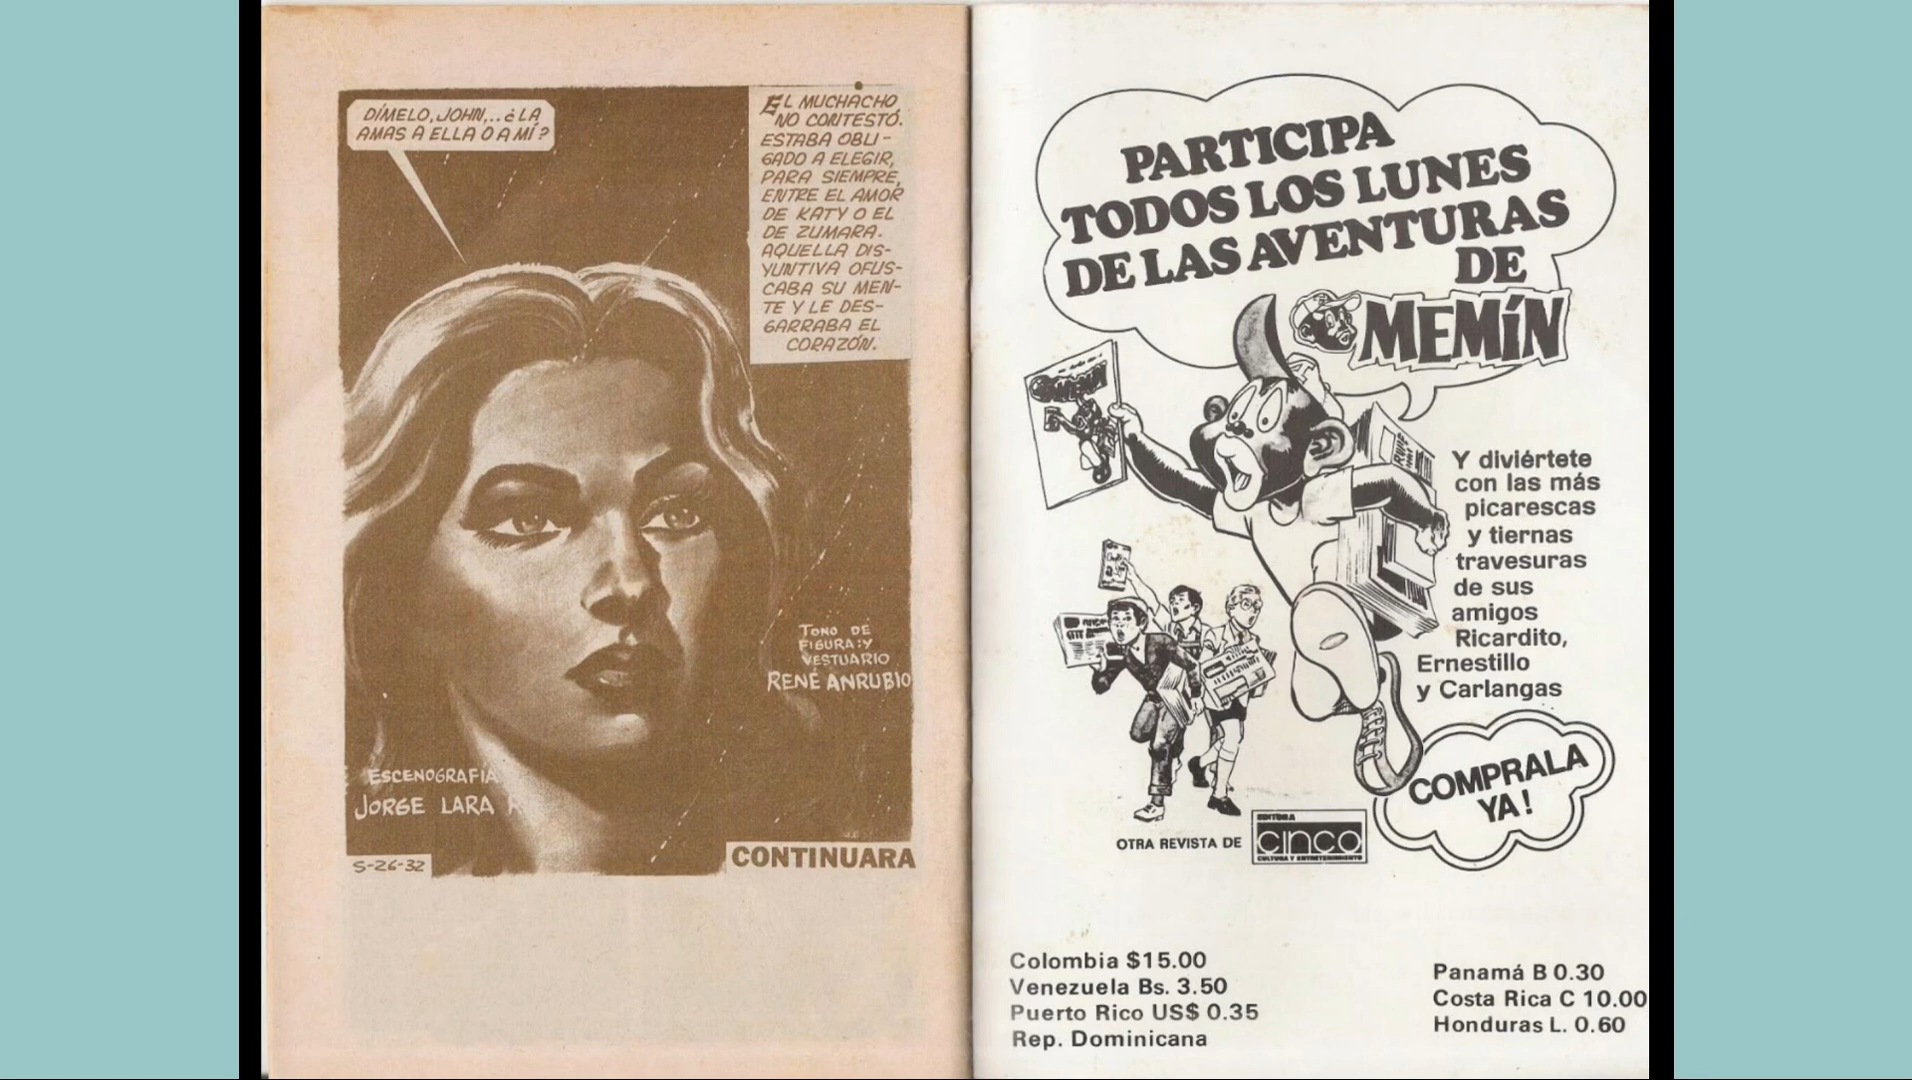 DÍMELO, JOHN,.. ¿LA
AMAS A ELLA O A MÍ?
EL MUCHACHO
NO CONTESTÓ.
ESTABA OBLI-
GADO A ELEGIR,
PARA SIEMPRE,
ENTRE EL AMOR
DE KATY O EL
DE ZUMARA.
AQUELLA DIS-
YUNTIVA OFUS-
CABA SU MEN-
TE Y LE DES-
GARRABA EL
CORAZÓN.
TONO DE
FIGURA:Y
VESTUARIO
RENÉ ANRUBIO
ESCENOGRAFIA
JORGE LARA
S-26-32
CONTINUARA
PARTICIPA
TODOS LOS LUNES
DE LAS AVENTURAS
DE
MEMÍN
MEMÍN
Y diviértete
con las más
picarescas
y tiernas
travesuras
de sus
amigos
Ricardito,
Ernestillo
y Carlangas
COMPRALA
YA!
OTRA REVISTA DE
EDITORA
CINCO
CULTURA Y ENTRETENIMIENTO
Colombia $15.00
Venezuela Bs. 3.50
Puerto Rico US$ 0.35
Rep. Dominicana
Panamá B 0.30
Costa Rica C 10.00
Honduras L. 0.60